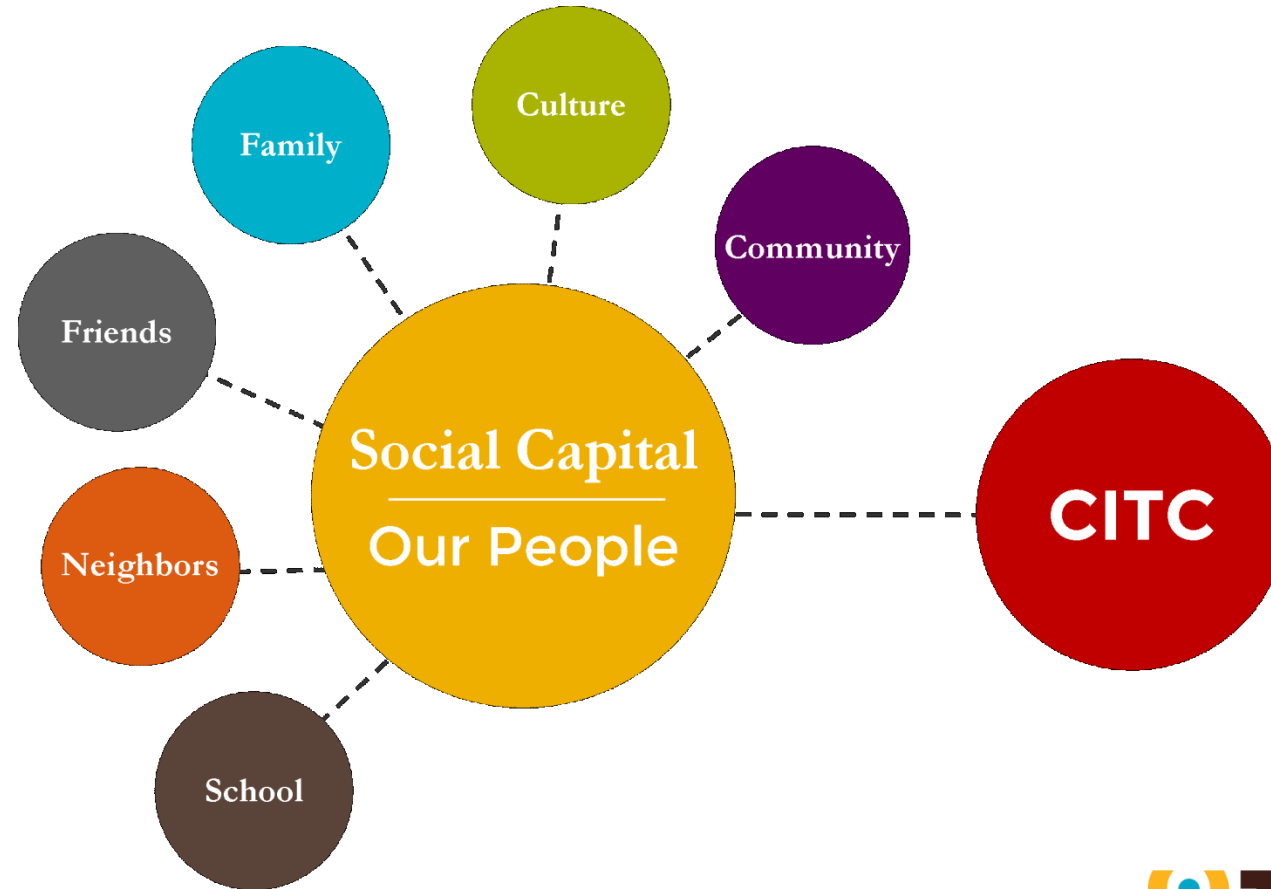 Culture
Family
Community
Friends
Social Capital
Our People
CITC
Neighbors
School